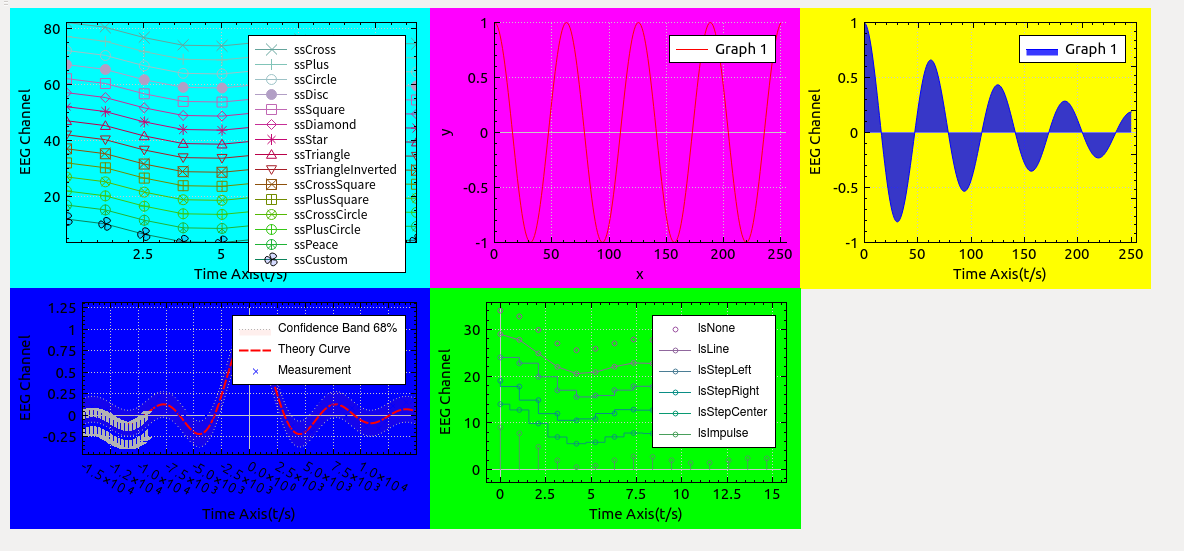 80
60
40
20
EEG Channel
2.5
5
Time Axis(t/s)
ssCross
ssPlus
ssCircle
ssDisc
ssSquare
ssDiamond
ssStar
ssTriangle
ssTriangleInverted
ssCrossSquare
ssPlusSquare
ssCrossCircle
ssPlusCircle
ssPeace
ssCustom
1
0.5
0
-0.5
-1
y
0
50
100
150
200
250
x
Graph 1
1
0.5
0
-0.5
-1
EEG Channel
0
50
100
150
200
250
Time Axis(t/s)
Graph 1
1.25
1
0.75
0.5
0.25
0
-0.25
EEG Channel
Time Axis(t/s)
Confidence Band 68%
Theory Curve
Measurement
30
20
10
0
EEG Channel
0
2.5
5
7.5
10
12.5
15
Time Axis(t/s)
lsNone
lsLine
lsStepLeft
lsStepRight
lsStepCenter
lsImpulse